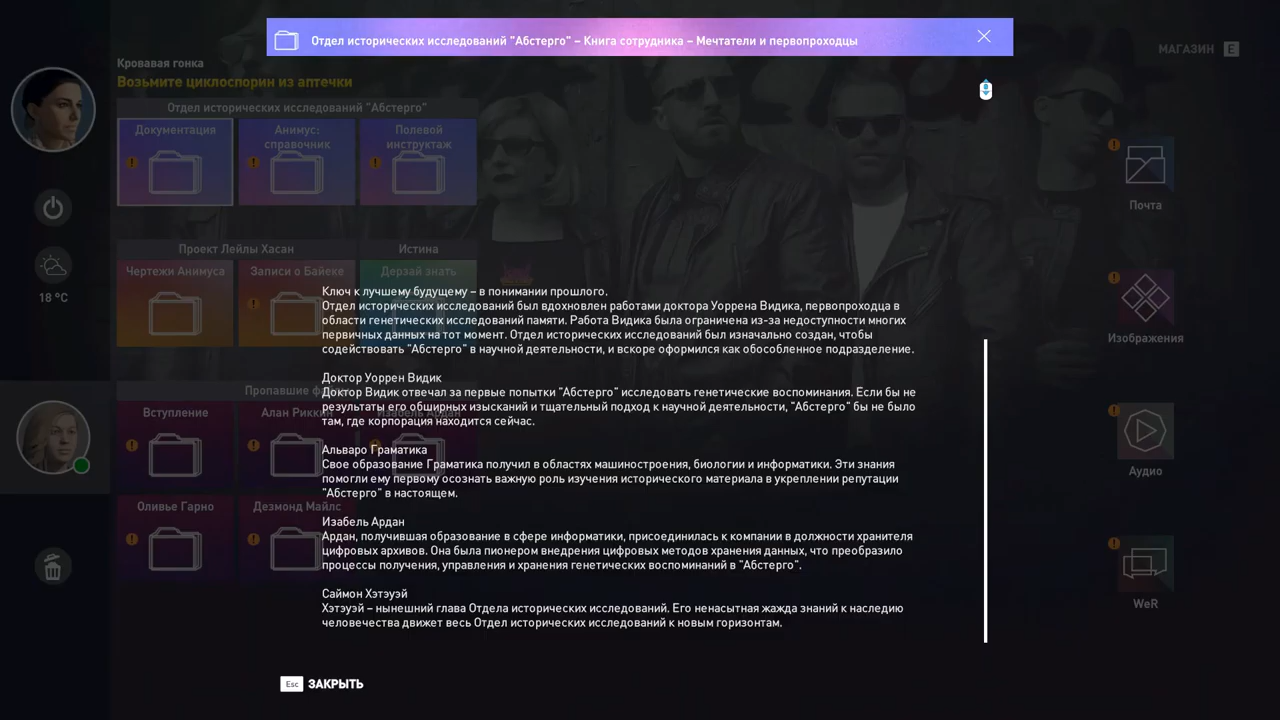 Отдел исторических исследований "Абстерго" – Книга сотрудника – Мечтатели и первопроходцы
МАГАЗИН E
Кровавая гонка
Возьмите циклоспорин из аптечки
Отдел исторических исследований "Абстерго"
Документация
Анимус: справочник
Полевой инструктаж
18 °C
Проект Лейлы Хасан
Истина
Чертежи Анимуса
Записи о Байеке
Дерзай знать
Пропавшие
Вступление
Алан Риккин
Изабель Ардан
Оливье Гарно
Дезмонд Майлс
Ключ к лучшему будущему – в понимании прошлого.
Отдел исторических исследований был вдохновлен работами доктора Уоррена Видика, первопроходца в
области генетических исследований памяти. Работа Видика была ограничена из-за недоступности многих
первичных данных на тот момент. Отдел исторических исследований был изначально создан, чтобы
содействовать "Абстерго" в научной деятельности, и вскоре оформился как обособленное подразделение.
Доктор Уоррен Видик
Доктор Видик отвечал за первые попытки "Абстерго" исследовать генетические воспоминания. Если бы не
результаты его обширных изысканий и тщательный подход к научной деятельности, "Абстерго" бы не было
там, где корпорация находится сейчас.
Альваро Граматика
Свое образование Граматика получил в областях машиностроения, биологии и информатики. Эти знания
помогли ему первому осознать важную роль изучения исторического материала в укреплении репутации
"Абстерго" в настоящем.
Изабель Ардан
Ардан, получившая образование в сфере информатики, присоединилась к компании в должности хранителя
цифровых архивов. Она была пионером внедрения цифровых методов хранения данных, что преобразило
процессы получения, управления и хранения генетических воспоминаний в "Абстерго".
Саймон Хэтэуэй
Хэтэуэй – нынешний глава Отдела исторических исследований. Его ненасытная жажда знаний к наследию
человечества движет весь Отдел исторических исследований к новым горизонтам.
Почта
Изображения
Аудио
WeR
Esc ЗАКРЫТЬ